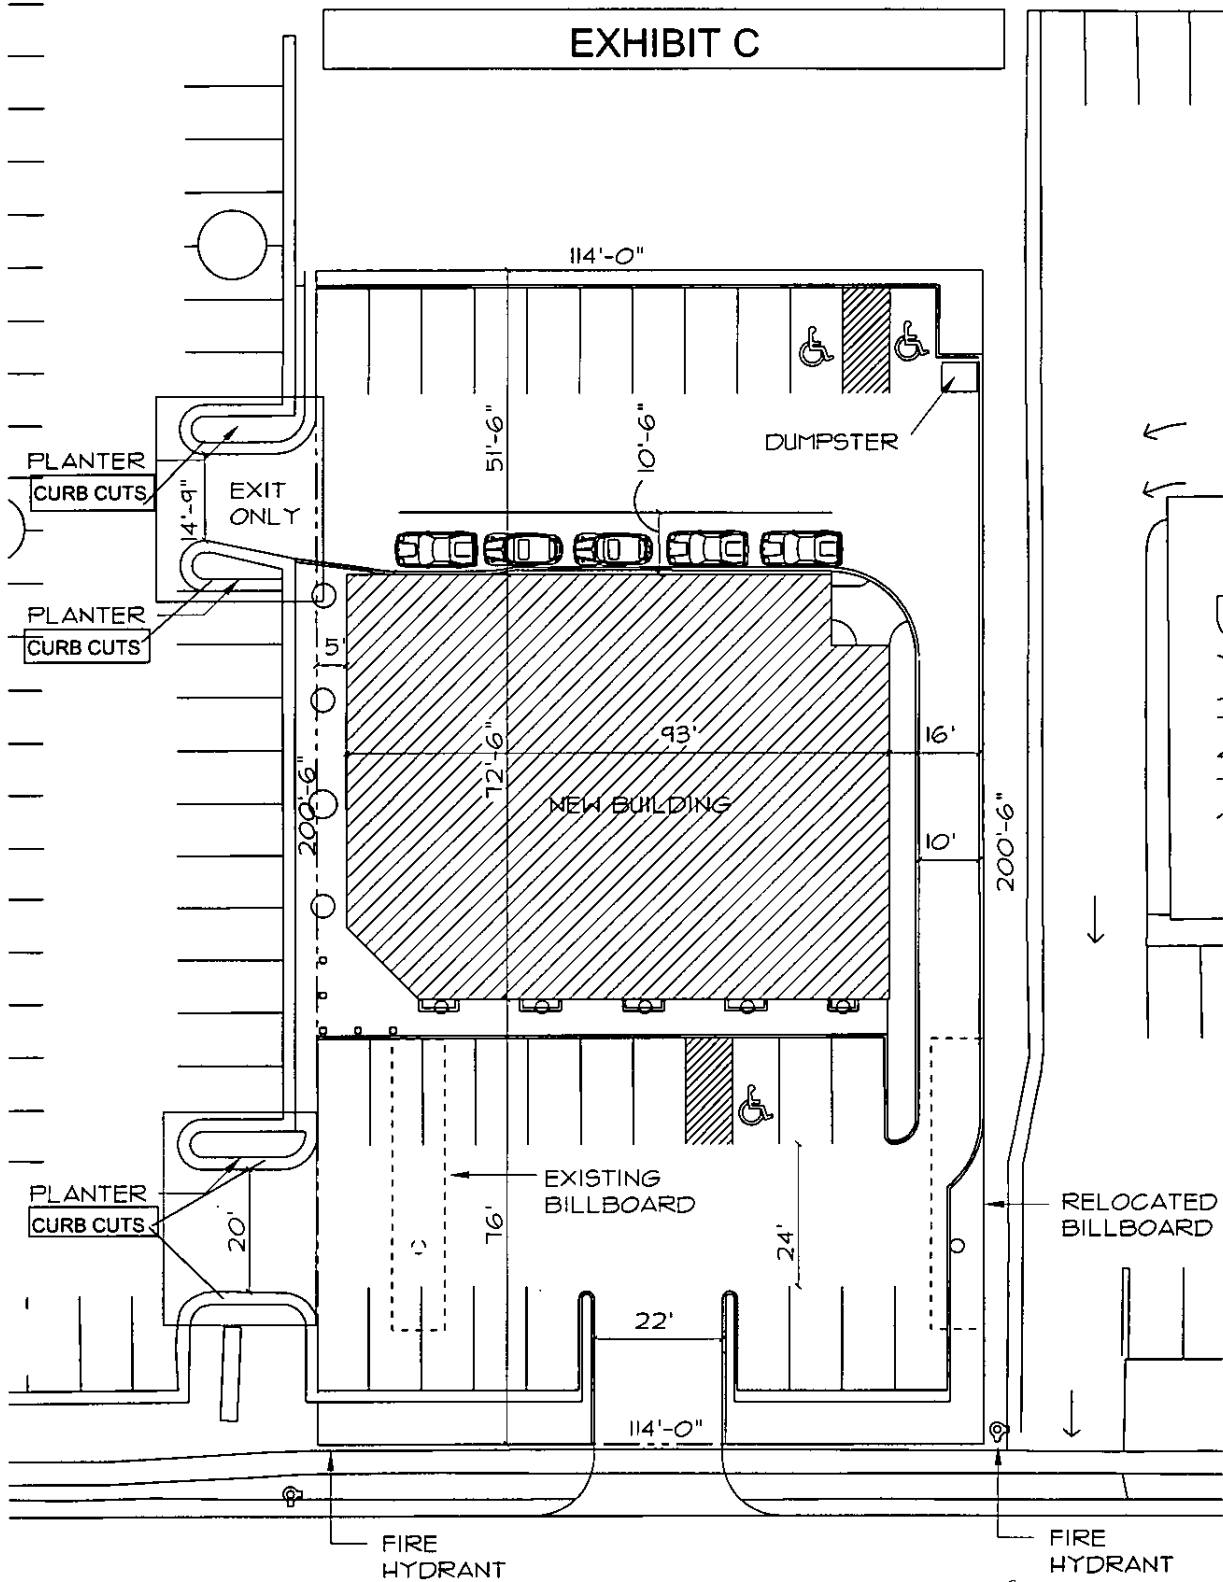 EXHIBIT C
114'-0"
51'-6"
10'-6"
DUMPSTER
PLANTER
CURB CUTS
14'-9"
EXIT
ONLY
PLANTER
CURB CUTS
5'
93'
16'
72'-6"
NEW BUILDING
200'-6"
200'-6"
10'
EXISTING
BILLBOARD
PLANTER
CURB CUTS
20'
76'
24'
RELOCATED
BILLBOARD
22'
114'-0"
FIRE
HYDRANT
FIRE
HYDRANT